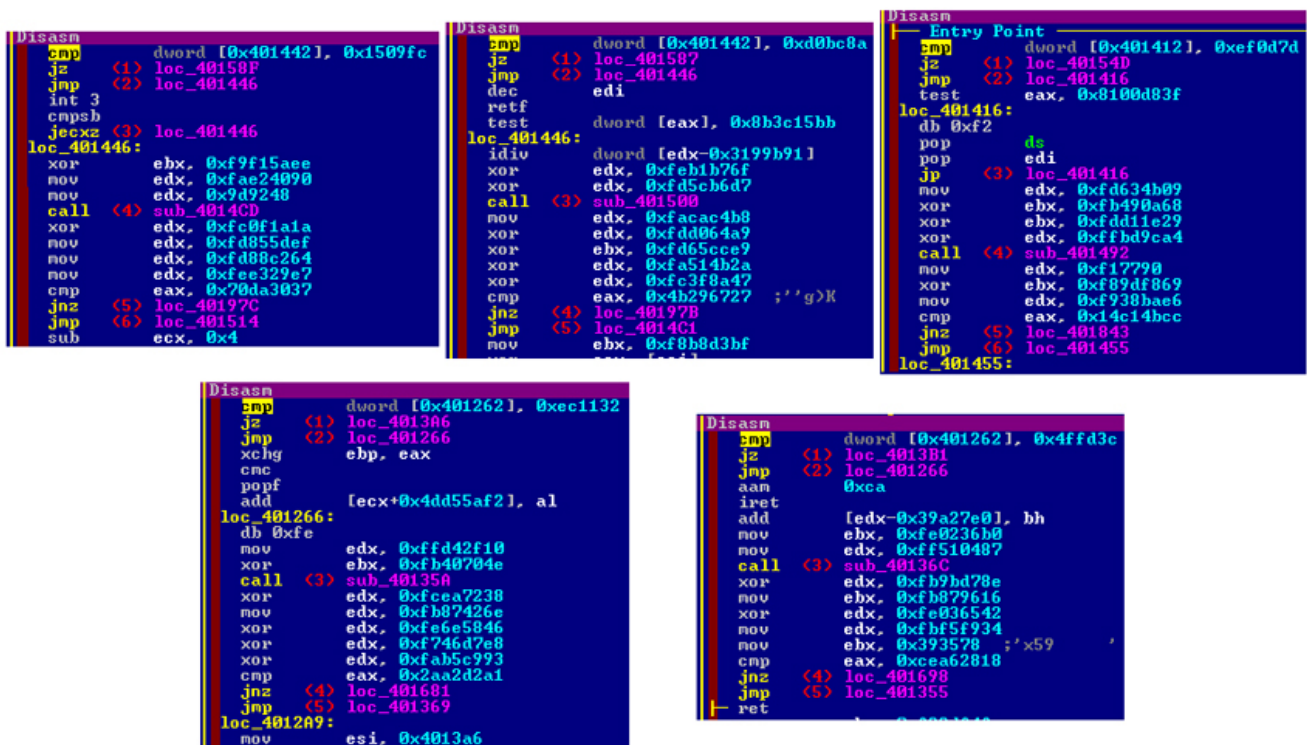 Disasm
cmp dword [0x401442], 0x1509fc
jz (1) loc_40158F
jmp (2) loc_401446
int 3
cmpsb
jecxz (3) loc_401446
loc_401446:
xor ebx, 0xf9f15aee
mov edx, 0xfae24090
mov edx, 0x9d9248
call (4) sub_4014CD
xor edx, 0xfc0f1a1a
mov edx, 0xfd855def
mov edx, 0xfd88c264
mov edx, 0xfee329e7
cmp eax, 0x70da3037
jnz (5) loc_40197C
jmp (6) loc_401514
sub ecx, 0x4
Disasm
cmp dword [0x401442], 0xd0bc8a
jz (1) loc_401587
jmp (2) loc_401446
dec edi
retf
test dword [eax], 0x8b3c15bb
loc_401446:
idiv dword [edx-0x3199b91]
xor edx, 0xfeb1b76f
xor edx, 0xfd5cb6d7
call (3) sub_401500
mov edx, 0xfacac4b8
xor edx, 0xfdd064a9
xor ebx, 0xfd65cce9
xor ebx, 0xfa514b2a
xor edx, 0xfc3f8a47
cmp eax, 0x4b296727 ;''g)K
jnz (4) loc_40197B
jmp (5) loc_4014C1
mov ebx, 0xf8b8d3bf
Disasm
Entry Point
cmp dword [0x401412], 0xef0d7d
jz (1) loc_40154D
jmp (2) loc_401416
test eax, 0x8100d83f
loc_401416:
db 0xf2
pop ds
pop edi
jp (3) loc_401416
mov edx, 0xfd634b09
xor ebx, 0xfb490a68
xor edx, 0xfdd11e29
xor edx, 0xffbd9ca4
call (4) sub_401492
mov edx, 0xf17790
xor ebx, 0xf89df869
mov edx, 0xf938bae6
cmp eax, 0x14c14bcc
jnz (5) loc_401843
jmp (6) loc_401455
loc_401455:
Disasm
cmp dword [0x401262], 0xec1132
jz (1) loc_4013A6
jmp (2) loc_401266
xchg ebp, eax
cmc
popf
add [ecx+0x4dd55af2], al
loc_401266:
db 0xfe
mov edx, 0xffd42f10
xor ebx, 0xfb40704e
call (3) sub_40135A
xor edx, 0xfcea7238
mov edx, 0xfb87426e
xor edx, 0xfe6e5846
xor edx, 0xf746d7e8
xor edx, 0xfab5c993
cmp eax, 0x2aa2d2a1
jnz (4) loc_401681
jmp (5) loc_401369
loc_4012A9:
mov esi, 0x4013a6
Disasm
cmp dword [0x401262], 0x4ffd3c
jz (1) loc_4013B1
jmp (2) loc_401266
aam 0xca
iret
add [edx-0x39a27e0], bh
mov ebx, 0xfe0236b0
mov edx, 0xff510487
call (3) sub_40136C
xor edx, 0xfb9bd78e
mov ebx, 0xfb879616
xor edx, 0xfe036542
mov edx, 0xfbf5f934
mov ebx, 0x393578 ;'x59 '
cmp eax, 0xcea62818
jnz (4) loc_401698
jmp (5) loc_401355
ret